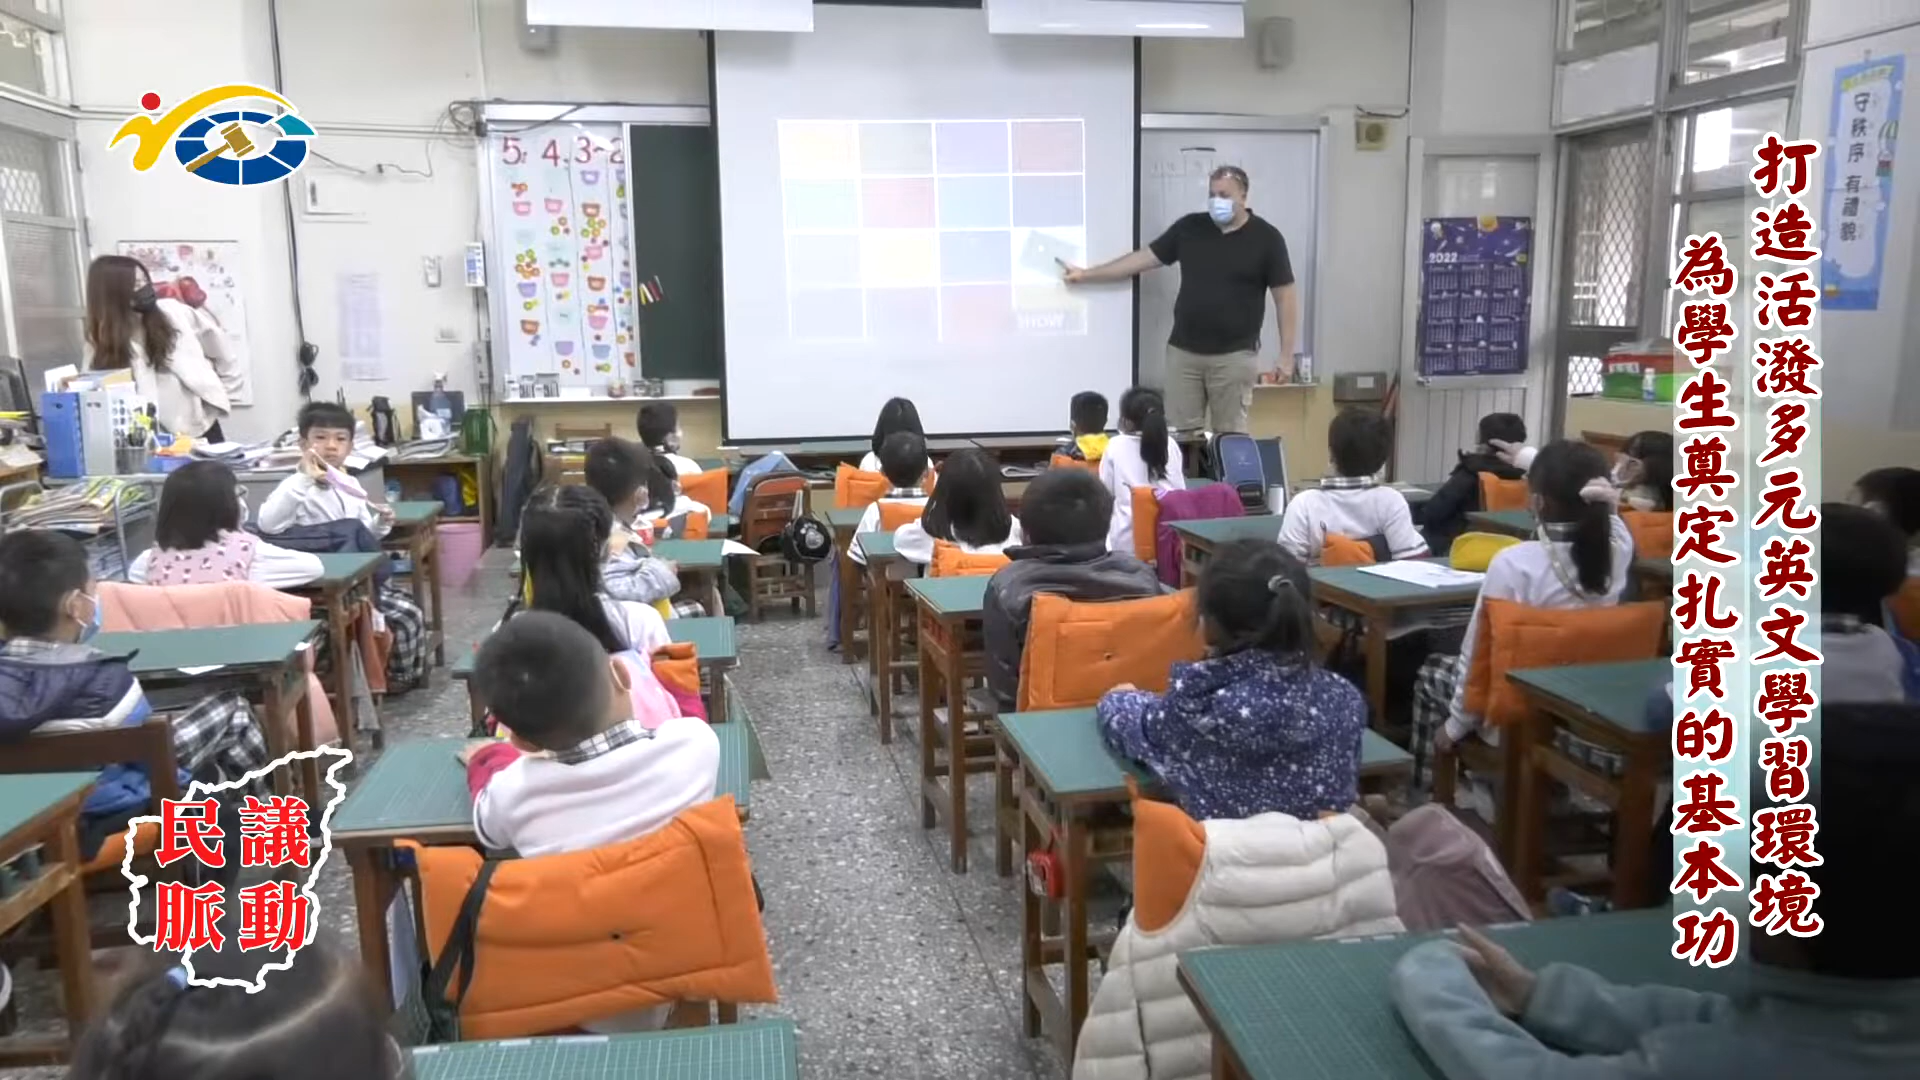 打造活潑多元英文學習環境
為學生奠定扎實的基本功
民議
脈動
5 4 3~2
2022
守秩序 有禮貌